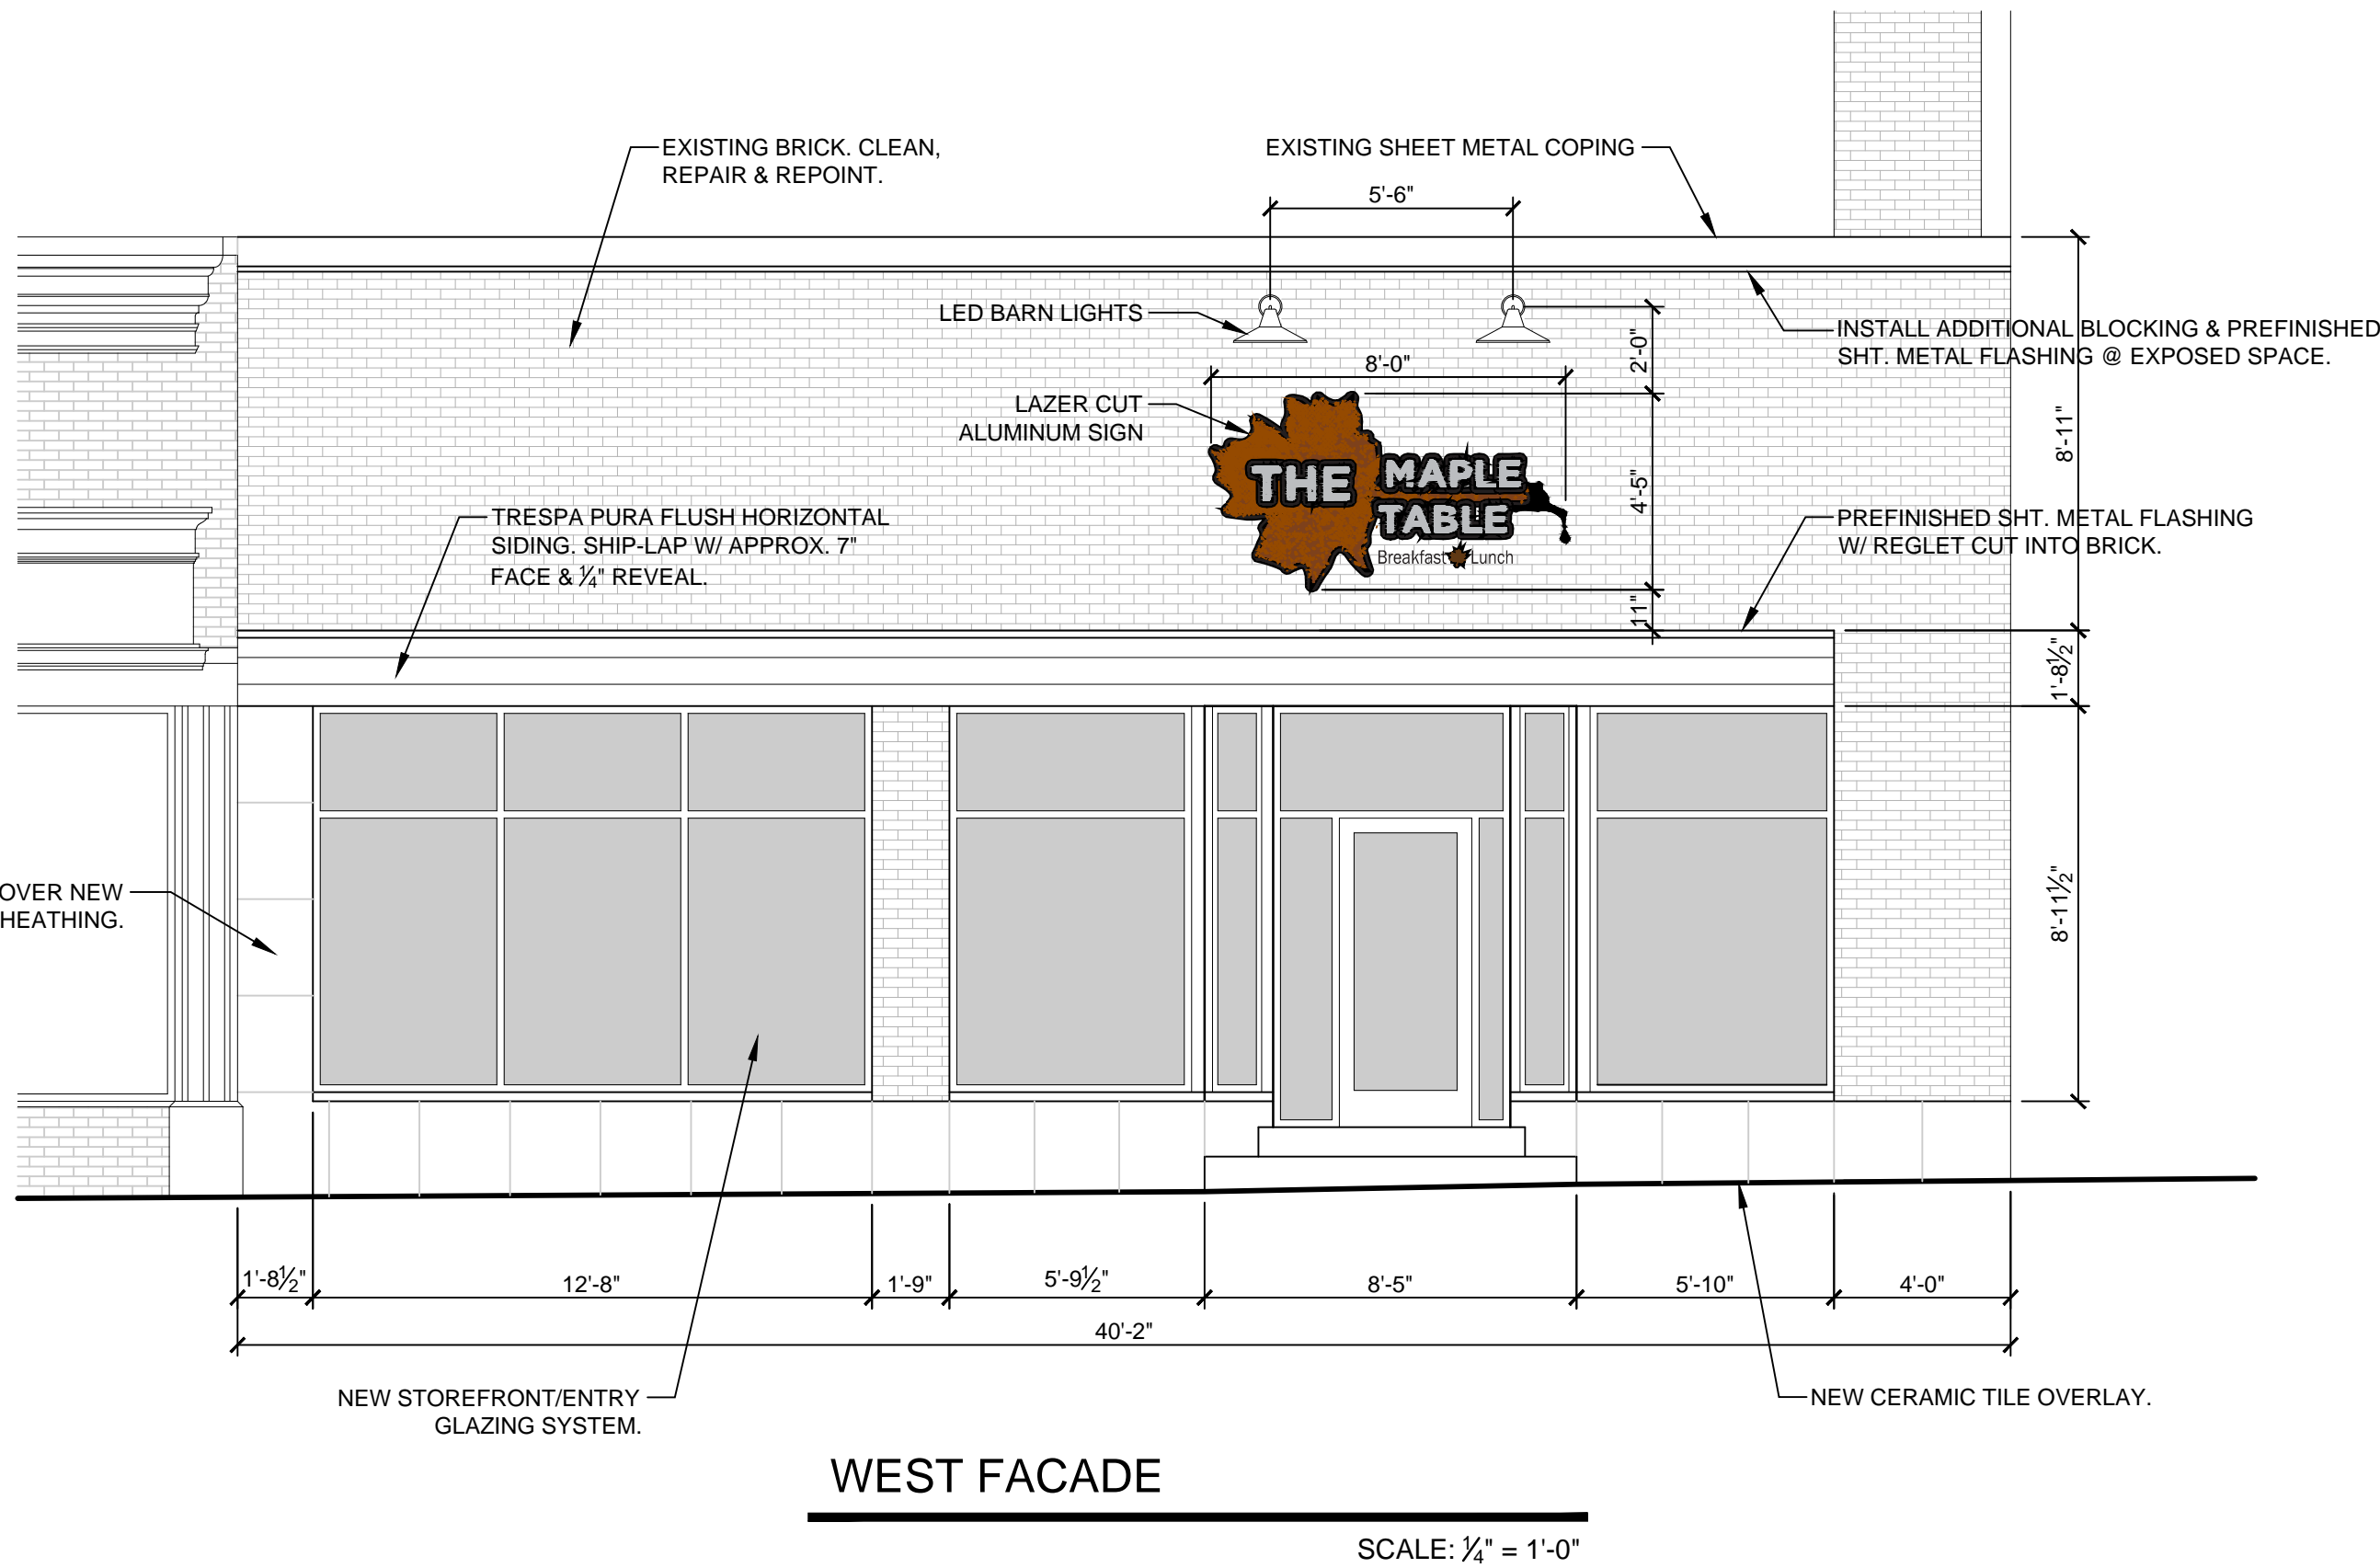 EXISTING BRICK. CLEAN,
REPAIR & REPOINT.
EXISTING SHEET METAL COPING
5'-6"
LED BARN LIGHTS
INSTALL ADDITIONAL BLOCKING & PREFINISHED
SHT. METAL FLASHING @ EXPOSED SPACE.
2'-0"
8'-0"
LAZER CUT
ALUMINUM SIGN
8'-11"
THE MAPLE
TABLE
Breakfast Lunch
4'-5"
TRESPA PURA FLUSH HORIZONTAL
SIDING. SHIP-LAP W/ APPROX. 7"
FACE & ¼" REVEAL.
PREFINISHED SHT. METAL FLASHING
W/ REGLET CUT INTO BRICK.
11"
1'-8½"
OVER NEW
HEATHING.
8'-11½"
1'-8½"
12'-8"
1'-9"
5'-9½"
8'-5"
5'-10"
4'-0"
40'-2"
NEW STOREFRONT/ENTRY
GLAZING SYSTEM.
NEW CERAMIC TILE OVERLAY.
WEST FACADE
SCALE: ¼" = 1'-0"